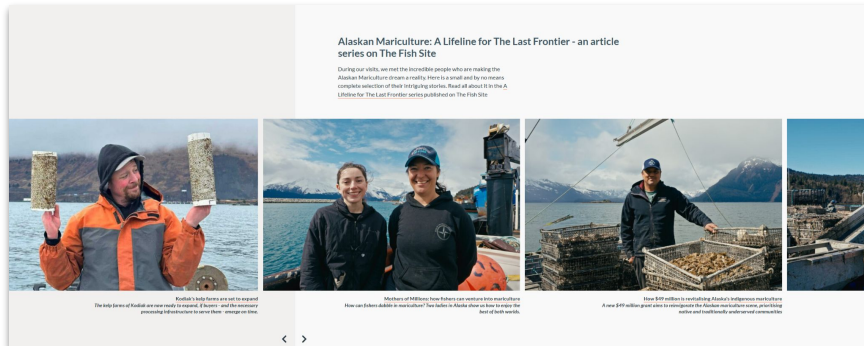 Alaskan Mariculture: A Lifeline for The Last Frontier - an article
series on The Fish Site
During our visits, we met the incredible people who are making the
Alaskan Mariculture dream a reality. Here is a small and by no means
complete selection of their intriguing stories. Read all about it in the A
Lifeline for The Last Frontier series published on The Fish Site
Kodiak's kelp farms are set to expand
The kelp farms of Kodiak are now ready to expand, if buyers - and the necessary
processing infrastructure to serve them - emerge on time.
Mothers of Millions: how fishers can venture into mariculture
How can fishers dabble in mariculture? Two ladies in Alaska show us how to enjoy the
best of both worlds.
How $49 million is revitalising Alaska's indigenous mariculture
A new $49 million grant aims to reinvigorate the Alaskan mariculture scene, prioritising
native and traditionally underserved communities